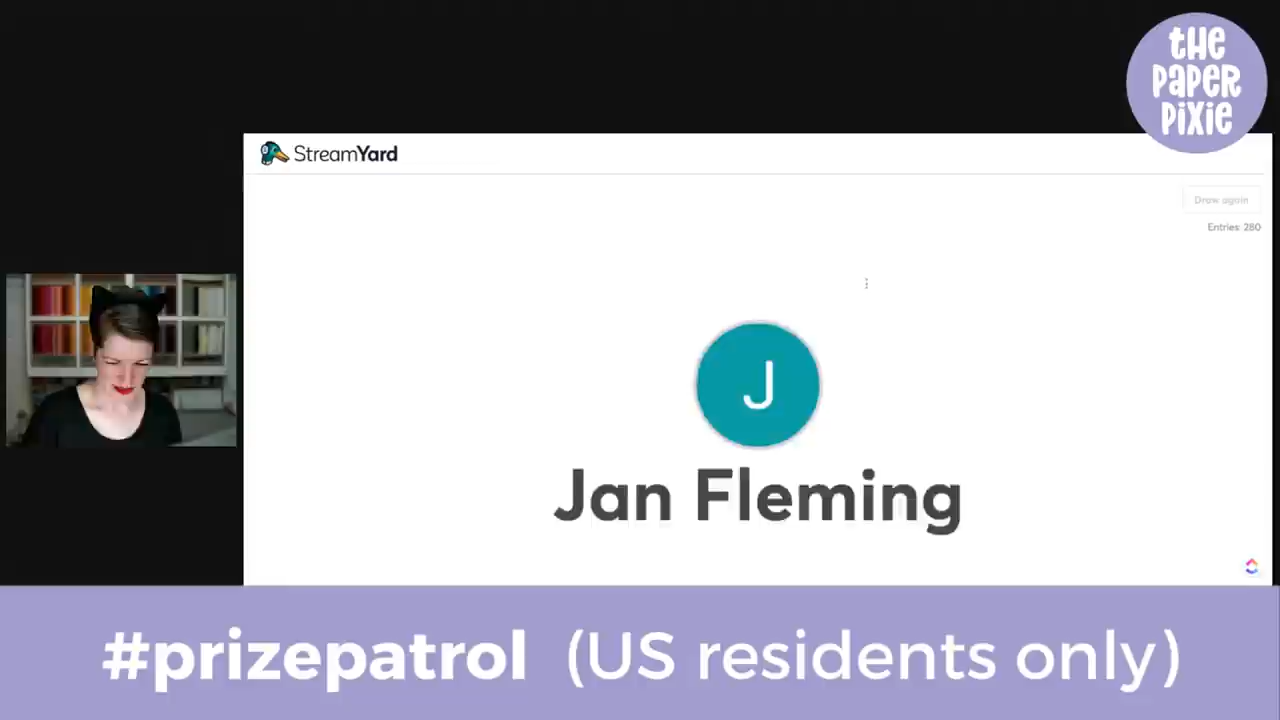 the
paper
pixie
StreamYard
Draw again
Entries: 280
J
Jan Fleming
#prizepatrol (US residents only)